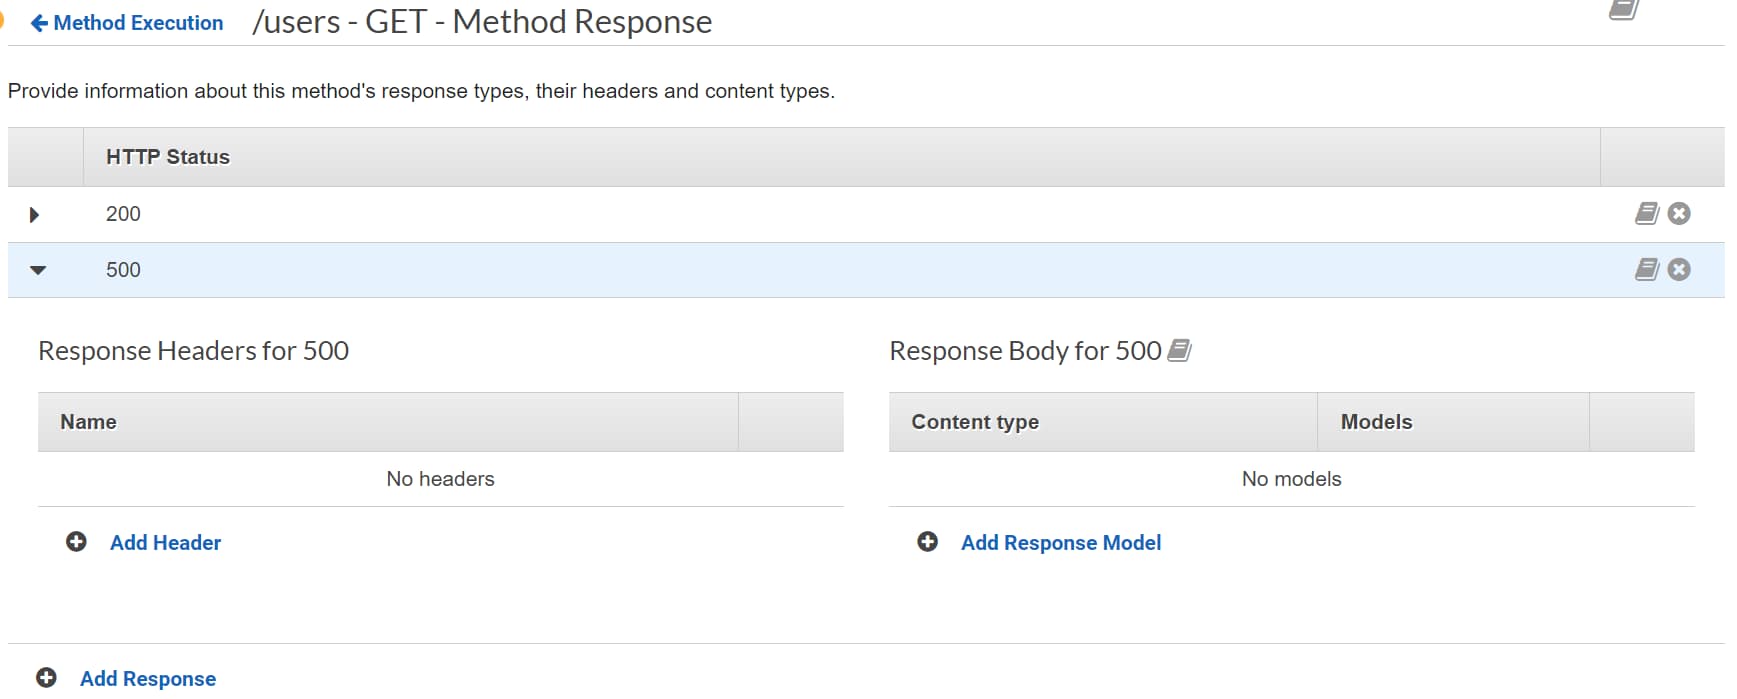 Method Execution /users - GET - Method Response
Provide information about this method's response types, their headers and content types.
HTTP Status
200
500
Response Headers for 500
Name
No headers
Add Header
Response Body for 500
Content type Models
No models
Add Response Model
Add Response